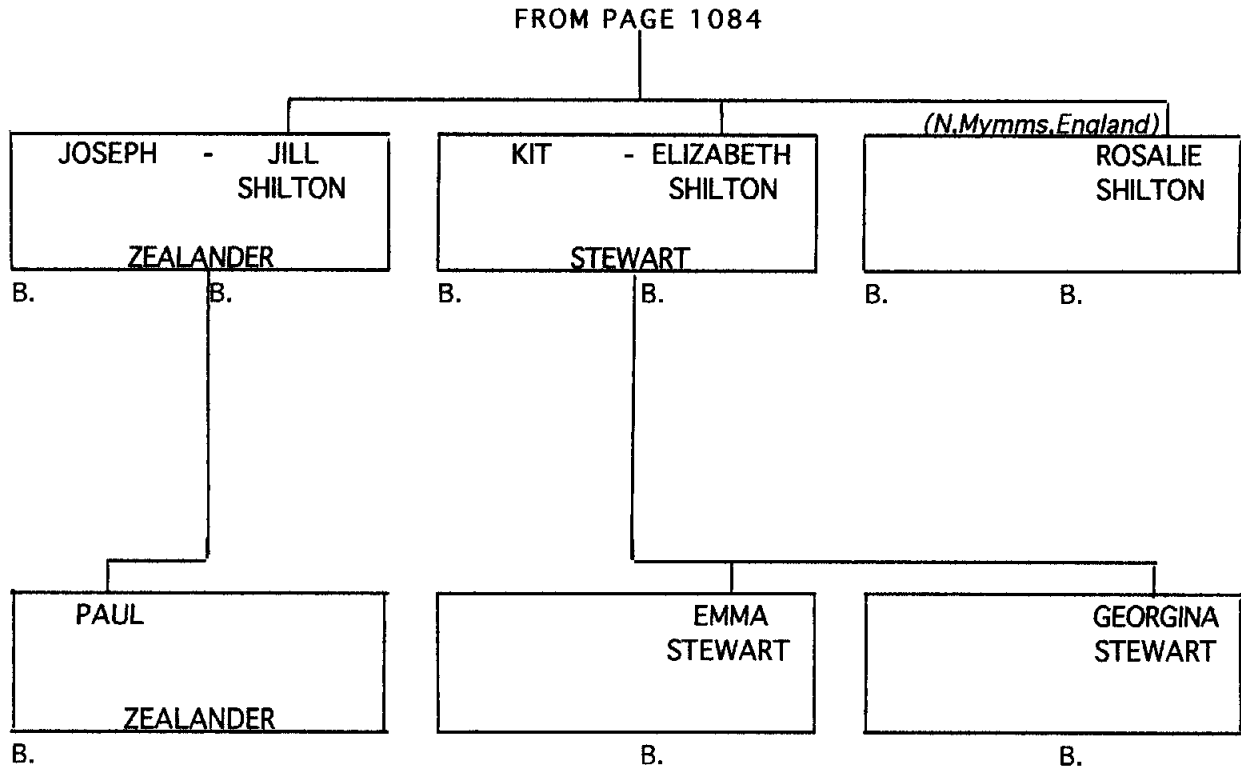 FROM PAGE 1084
(N,Mymms,England)
JOSEPH - JILL
SHILTON
ZEALANDER
B. B.
KIT - ELIZABETH
SHILTON
STEWART
B. B.
ROSALIE
SHILTON
B. B.
PAUL
ZEALANDER
B.
EMMA
STEWART
B.
GEORGINA
STEWART
B.